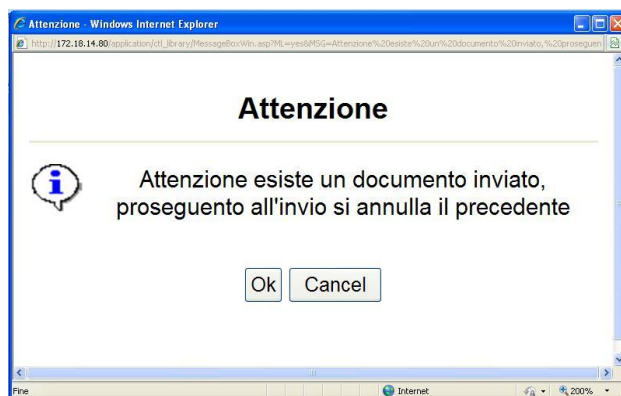 Attenzione - Windows Internet Explorer
http://172.18.14.80/application/ctl_library/MessageBoxWin.asp?ML=yes&MSG=Attenzione%20esiste%20un%20documento%20inviato,%20proseguen
Attenzione
Attenzione esiste un documento inviato,
proseguento all'invio si annulla il precedente
Ok Cancel
Fine Internet 200%